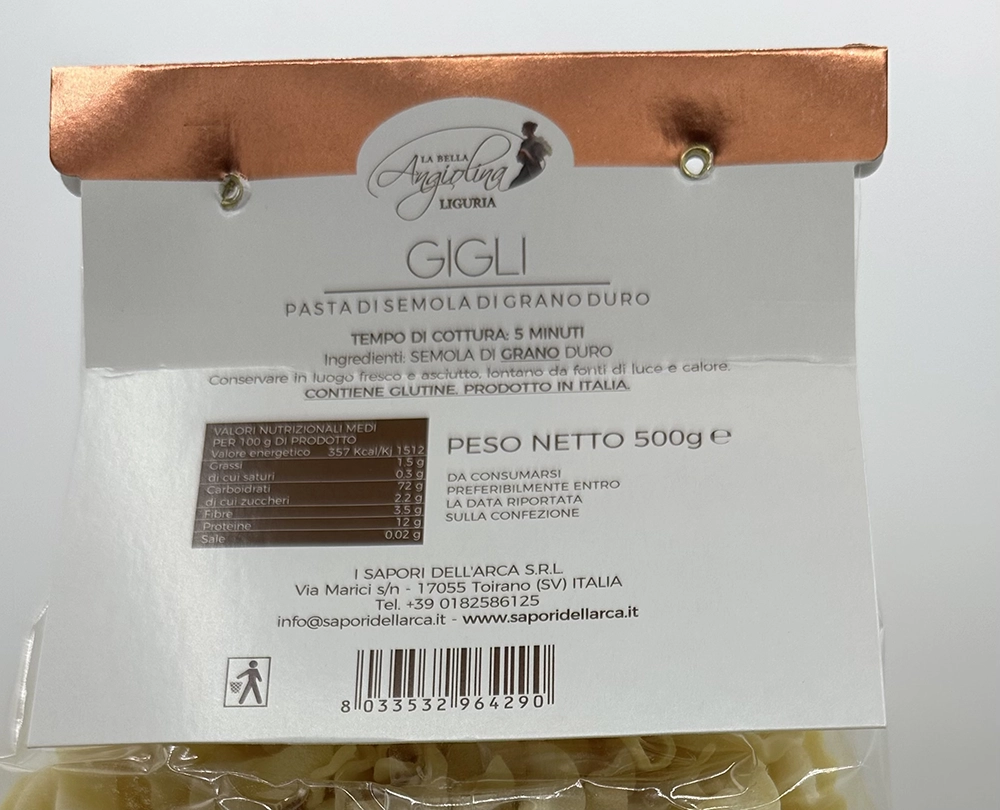 LA BELLA
Angiolina
LIGURIA
GIGLI
PASTA DI SEMOLA DI GRANO DURO
TEMPO DI COTTURA: 5 MINUTI
Ingredienti: SEMOLA DI GRANO DURO
Conservare in luogo fresco e asciutto, lontano da fonti di luce e calore.
CONTIENE GLUTINE. PRODOTTO IN ITALIA.
VALORI NUTRIZIONALI MEDI
PER 100 g DI PRODOTTO
Valore energetico 357 Kcal/Kj 1512
Grassi 1.5 g
di cui saturi 0.3 g
Carboidrati 72 g
di cui zuccheri 2.2 g
Fibre 3.5 g
Proteine 12 g
Sale 0,02 g
PESO NETTO 500g ℮
DA CONSUMARSI
PREFERIBILMENTE ENTRO
LA DATA RIPORTATA
SULLA CONFEZIONE
I SAPORI DELL'ARCA S.R.L.
Via Marici s/n - 17055 Toirano (SV) ITALIA
Tel. +39 0182586125
info@saporidellarca.it - www.saporidellarca.it
8 033532 964290